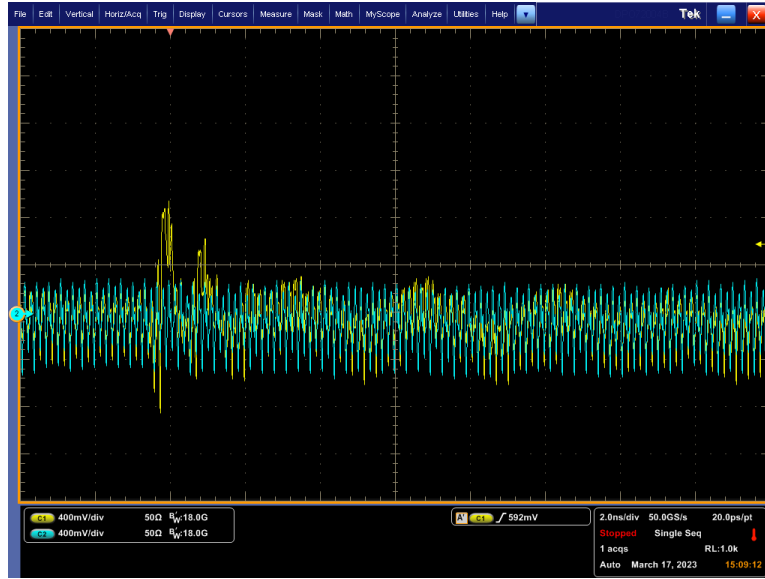 File Edit Vertical Horiz/Acq Trig Display Cursors Measure Mask Math MyScope Analyze Utilities Help Tek X
2
C1 400mV/div 50Ω BW:18.0G
C2 400mV/div 50Ω BW:18.0G
A' C1 592mV
2.0ns/div 50.0GS/s 20.0ps/pt
Stopped Single Seq
1 acqs RL:1.0k
Auto March 17, 2023 15:09:12